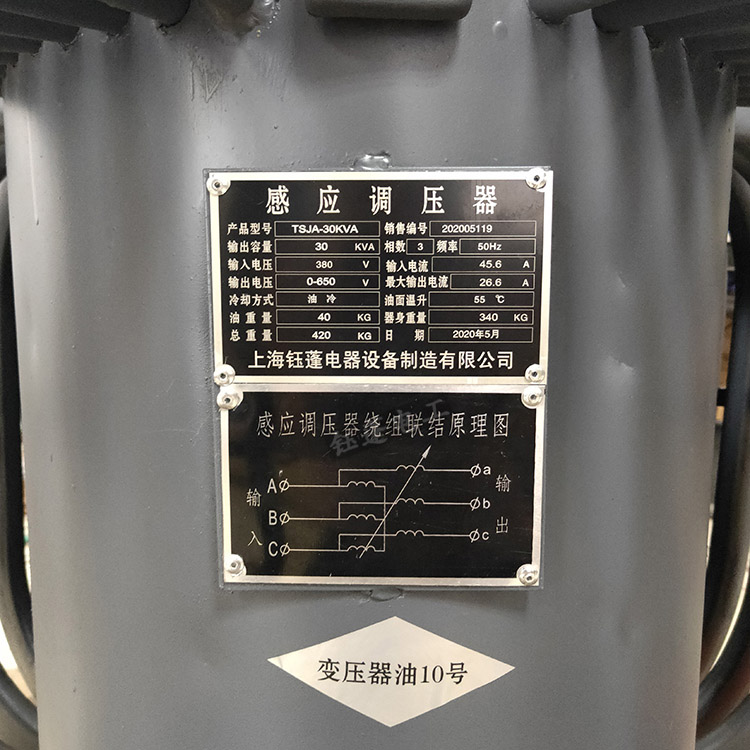 感应调压器
产品型号 TSJA-30KVA 销售编号 202005119
输出容量 30 KVA 相数 3 频率 50Hz
输入电压 380 V 输入电流 45.6 A
输出电压 0-650 V 最大输出电流 26.6 A
冷却方式 油冷 油面温升 55 ℃
油重量 40 KG 器身重量 340 KG
总重量 420 KG 日期 2020年5月
上海钰蓬电器设备制造有限公司
感应调压器绕组联结原理图
钰蓬电工
输入
A
B
C
a
b
c
输出
变压器油10号